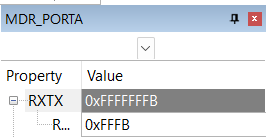 MDR_PORTA
Property Value
RXTX 0xFFFFFFFB
R... 0xFFFB